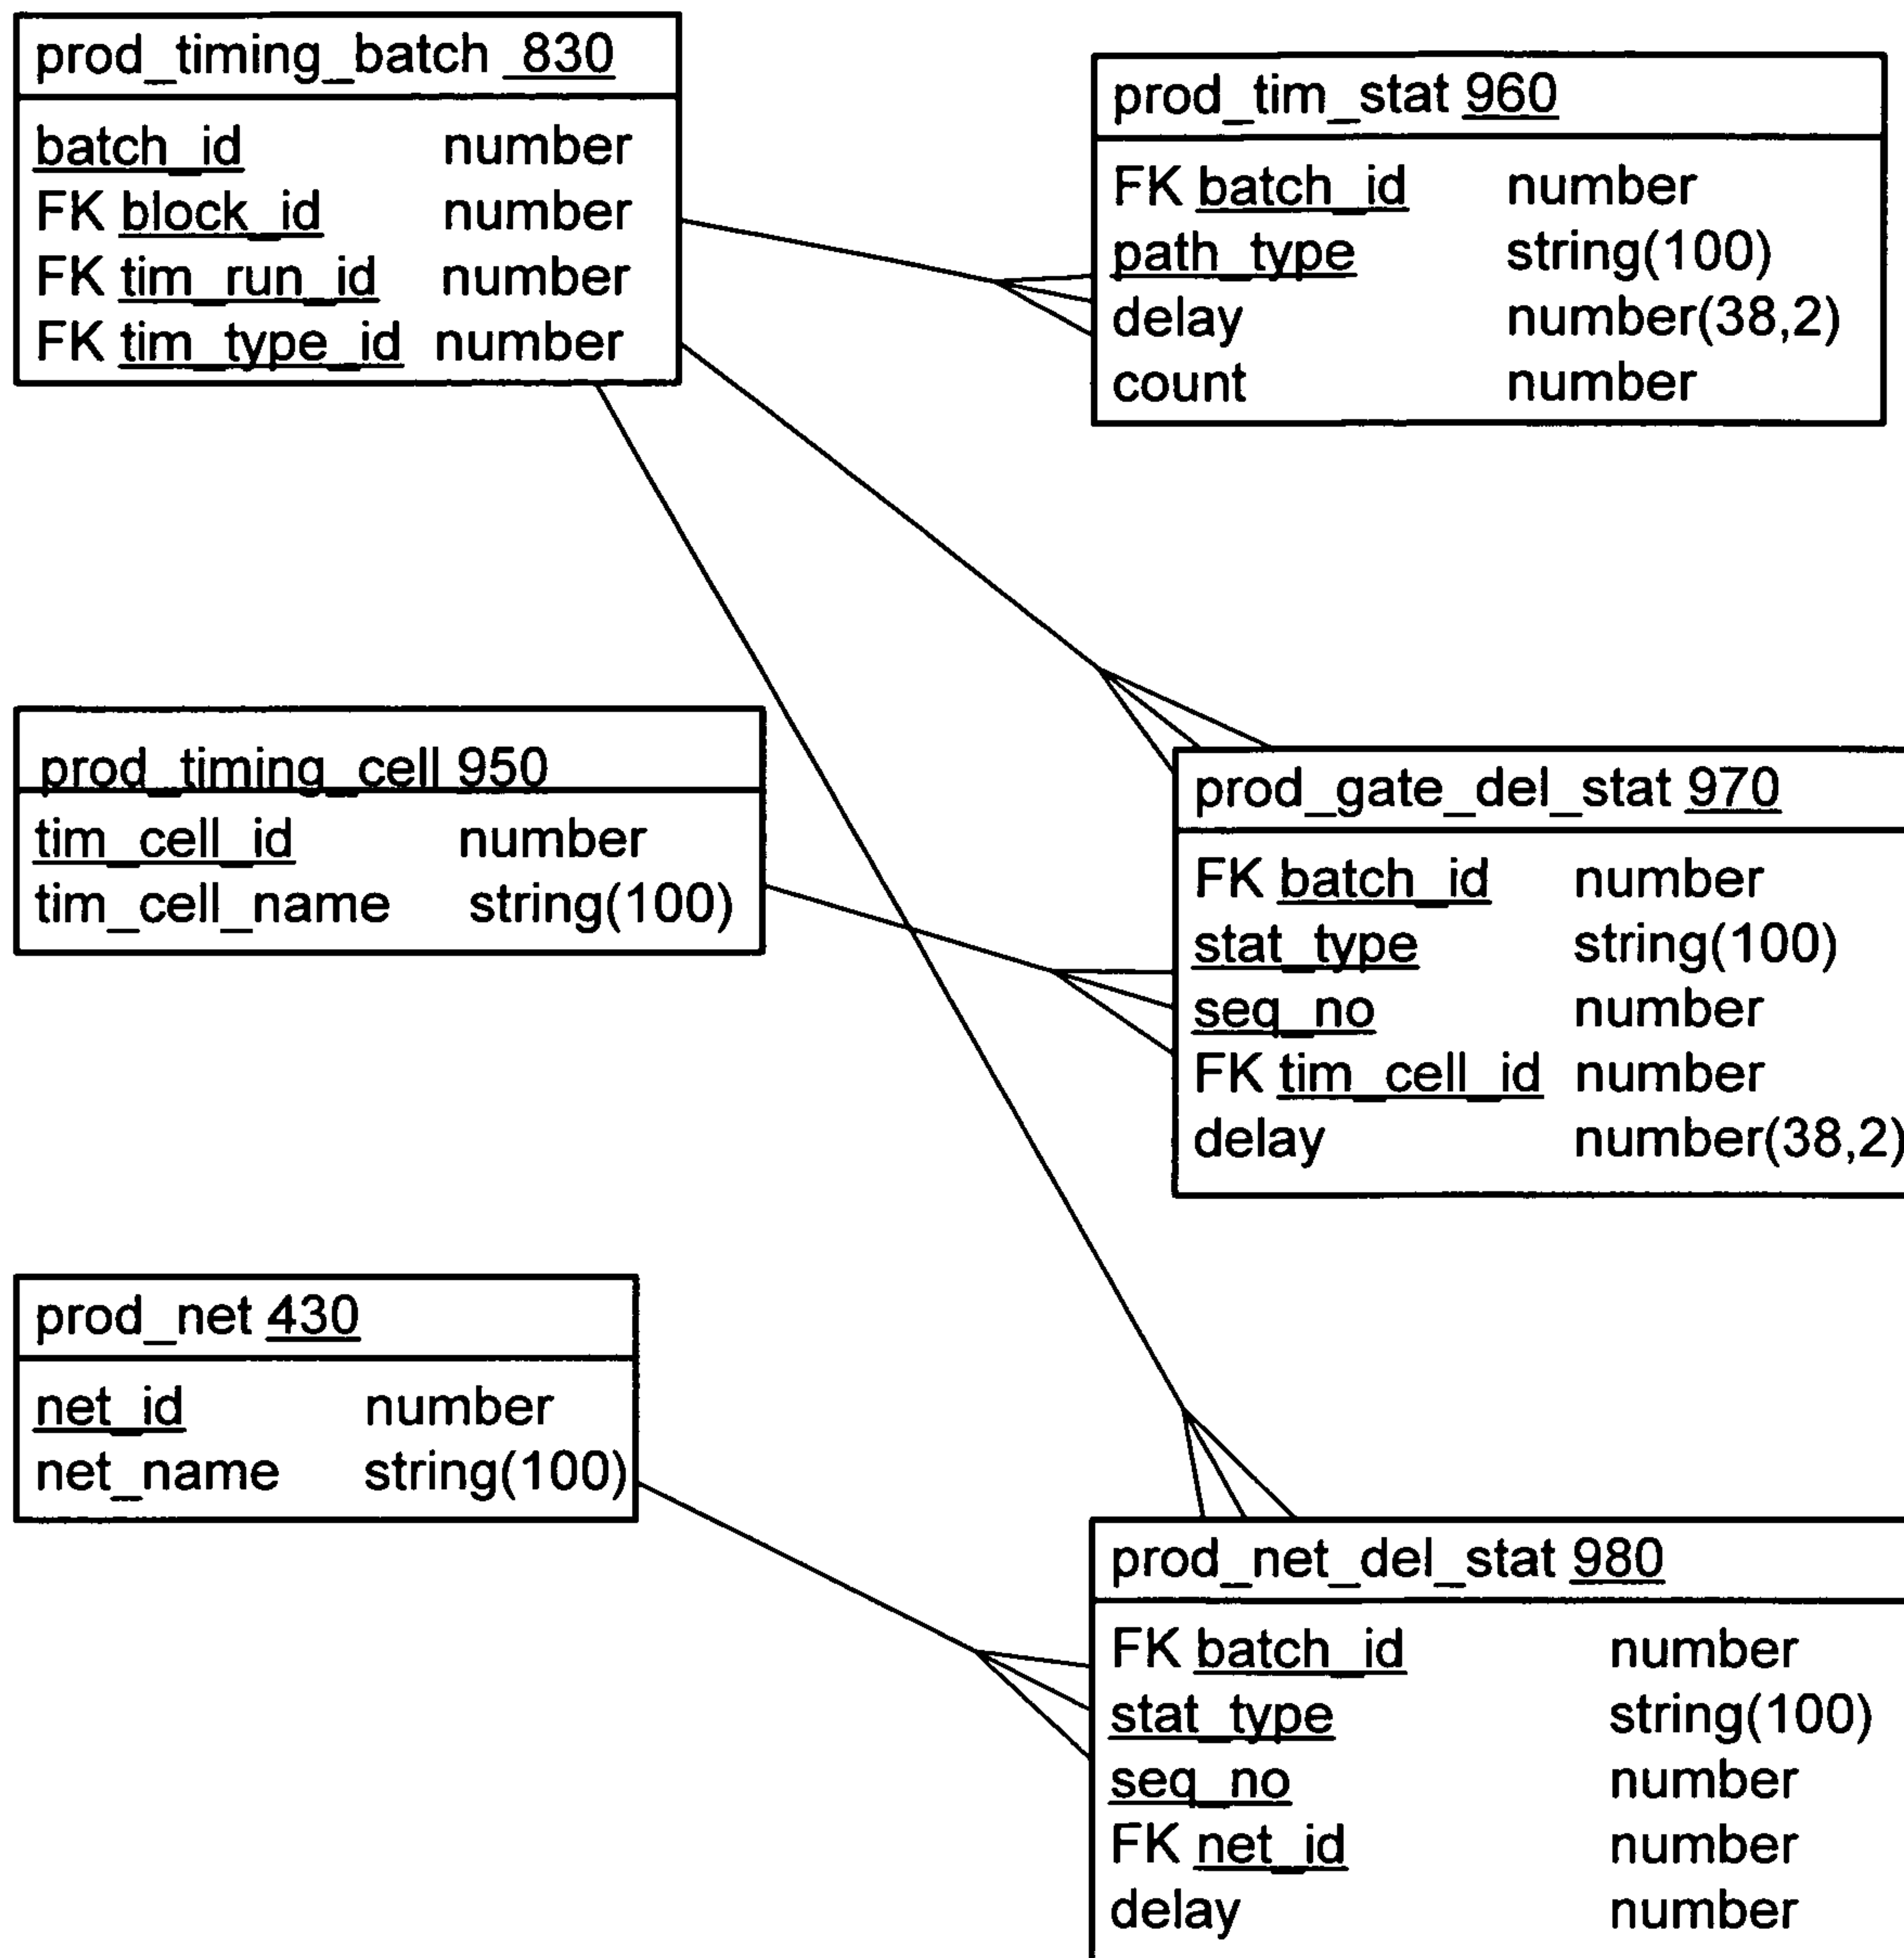 prod_timing_batch 830
batch_id number
FK block_id number
FK tim_run_id number
FK tim_type_id number
prod_tim_stat 960
FK batch_id number
path_type string(100)
delay number(38,2)
count number
prod_timing_cell 950
tim_cell_id number
tim_cell_name string(100)
prod_gate_del_stat 970
FK batch_id number
stat_type string(100)
seq_no number
FK tim_cell_id number
delay number(38,2)
prod_net 430
net_id number
net_name string(100)
prod_net_del_stat 980
FK batch_id number
stat_type string(100)
seq_no number
FK net_id number
delay number